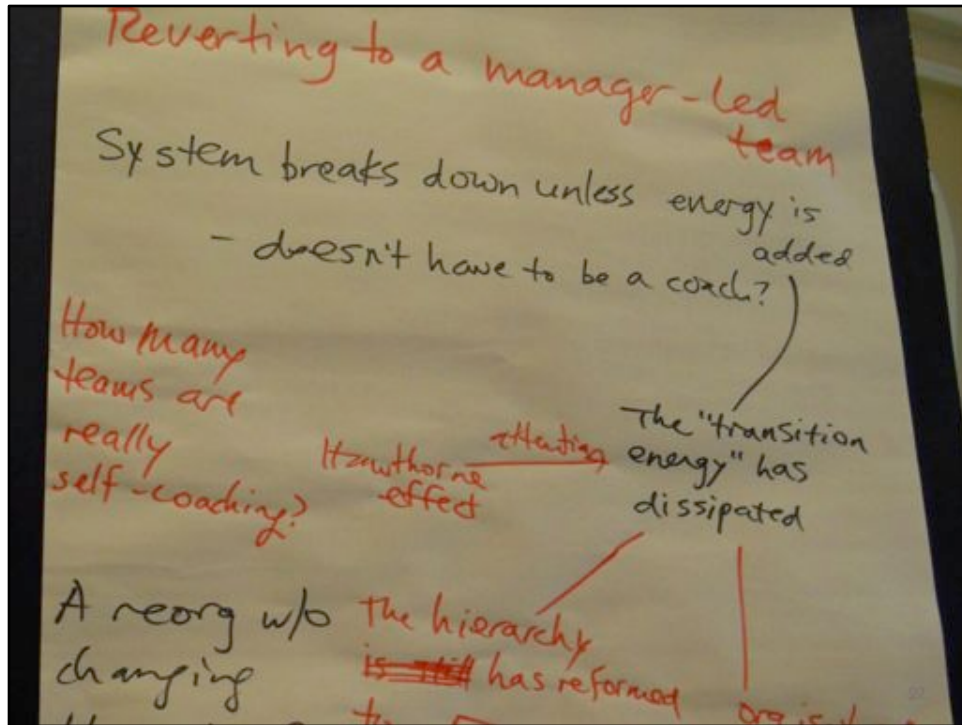 Reverting to a manager-led
team
System breaks down unless energy is
added
- doesn't have to be a coach?
How many
teams are
really
self-coaching?
Hawthorne
effect
attention
The "transition
energy" has
dissipated
A reorg w/o
changing
the hierarchy
has reformed